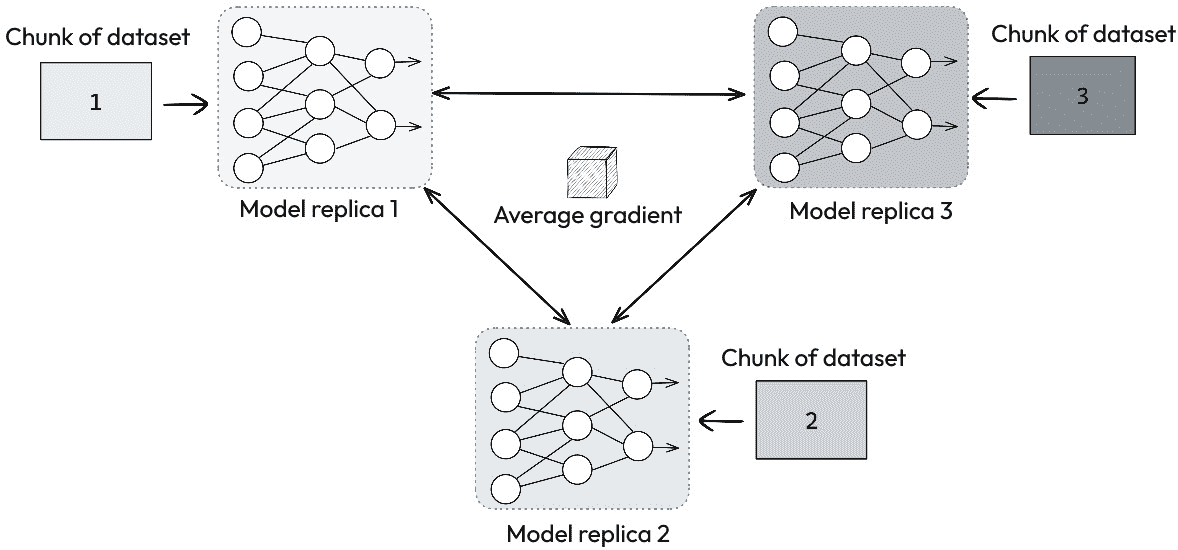 Chunk of dataset
1
Model replica 1
Chunk of dataset
3
Model replica 3
Average gradient
Chunk of dataset
2
Model replica 2